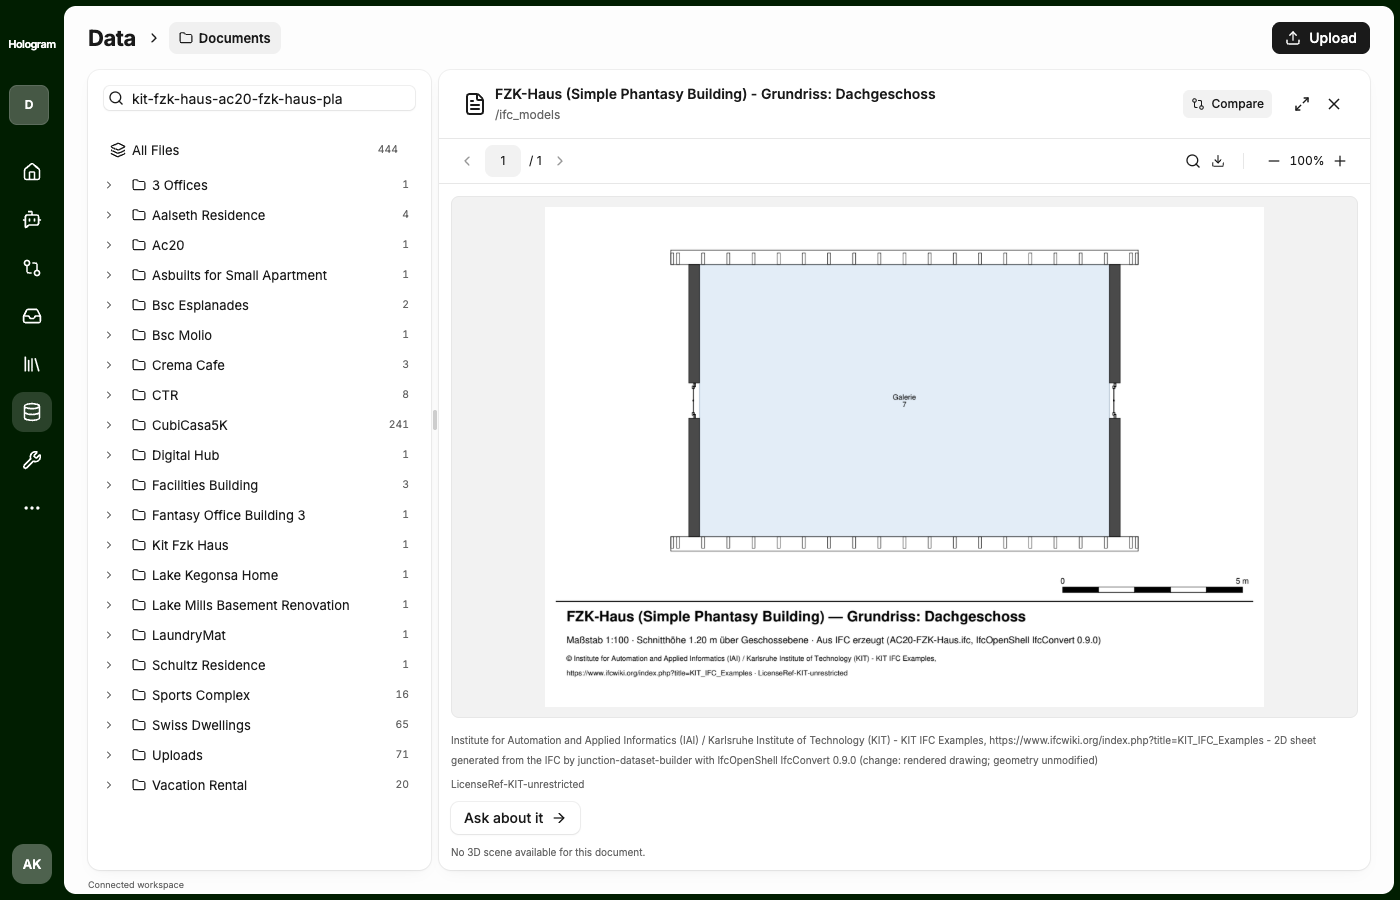 Hologram
D
AK
Data
Documents
Upload
kit-fzk-haus-ac20-fzk-haus-pla
All Files 444
3 Offices 1
Aalseth Residence 4
Ac20 1
Asbuilts for Small Apartment 1
Bsc Esplanades 2
Bsc Molio 1
Crema Cafe 3
CTR 8
CubiCasa5K 241
Digital Hub 1
Facilities Building 3
Fantasy Office Building 3 1
Kit Fzk Haus 1
Lake Kegonsa Home 1
Lake Mills Basement Renovation 1
LaundryMat 1
Schultz Residence 1
Sports Complex 16
Swiss Dwellings 65
Uploads 71
Vacation Rental 20
Connected workspace
FZK-Haus (Simple Phantasy Building) - Grundriss: Dachgeschoss
/ifc_models
Compare
1 / 1
100%
Galerie
7
0 5 m
FZK-Haus (Simple Phantasy Building) — Grundriss: Dachgeschoss
Maßstab 1:100 · Schnitthöhe 1.20 m über Geschossebene · Aus IFC erzeugt (AC20-FZK-Haus.ifc, IfcOpenShell IfcConvert 0.9.0)
© Institute for Automation and Applied Informatics (IAI) / Karlsruhe Institute of Technology (KIT) - KIT IFC Examples,
https://www.ifcwiki.org/index.php?title=KIT_IFC_Examples · LicenseRef-KIT-unrestricted
Institute for Automation and Applied Informatics (IAI) / Karlsruhe Institute of Technology (KIT) - KIT IFC Examples, https://www.ifcwiki.org/index.php?title=KIT_IFC_Examples - 2D sheet
generated from the IFC by junction-dataset-builder with IfcOpenShell IfcConvert 0.9.0 (change: rendered drawing; geometry unmodified)
LicenseRef-KIT-unrestricted
Ask about it
No 3D scene available for this document.